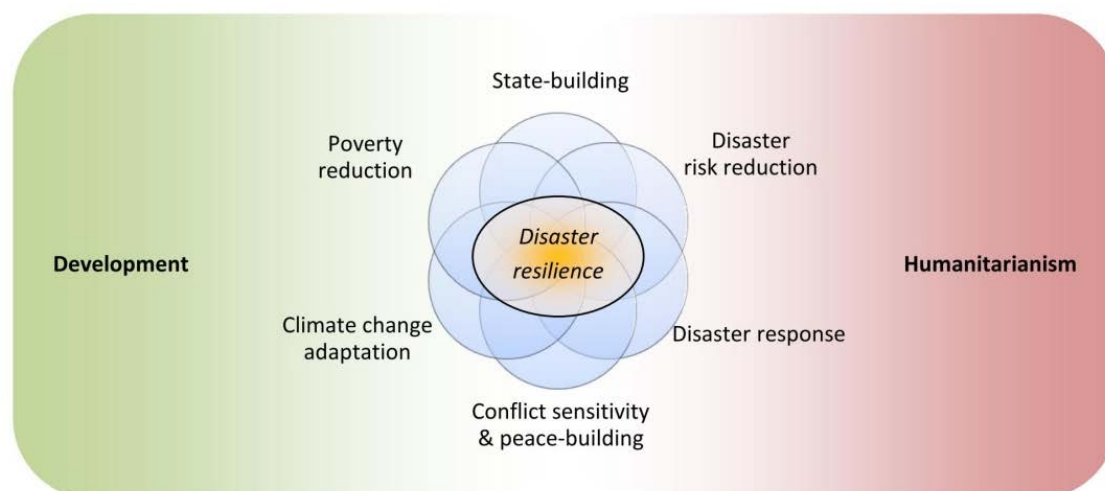 State-building
Poverty
reduction
Disaster
risk reduction
Disaster
resilience
Development
Humanitarianism
Climate change
adaptation
Disaster response
Conflict sensitivity
& peace-building